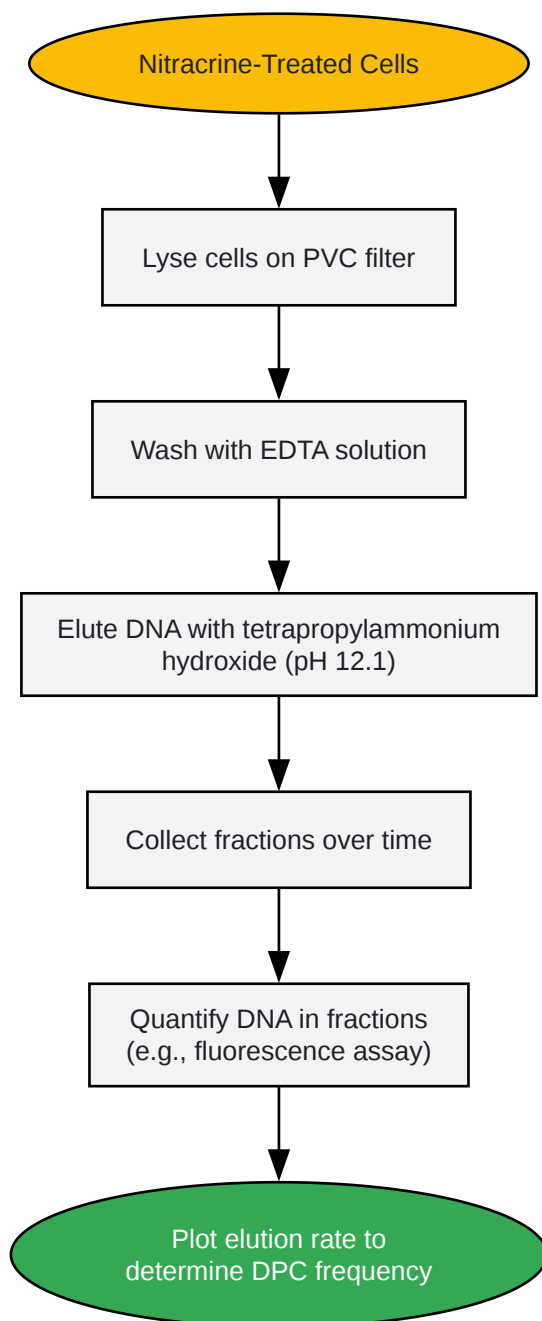 Nitracrine-Treated Cells
Lyse cells on PVC filter
Wash with EDTA solution
Elute DNA with tetrapropylammonium
hydroxide (pH 12.1)
Collect fractions over time
Quantify DNA in fractions
(e.g., fluorescence assay)
Plot elution rate to
determine DPC frequency